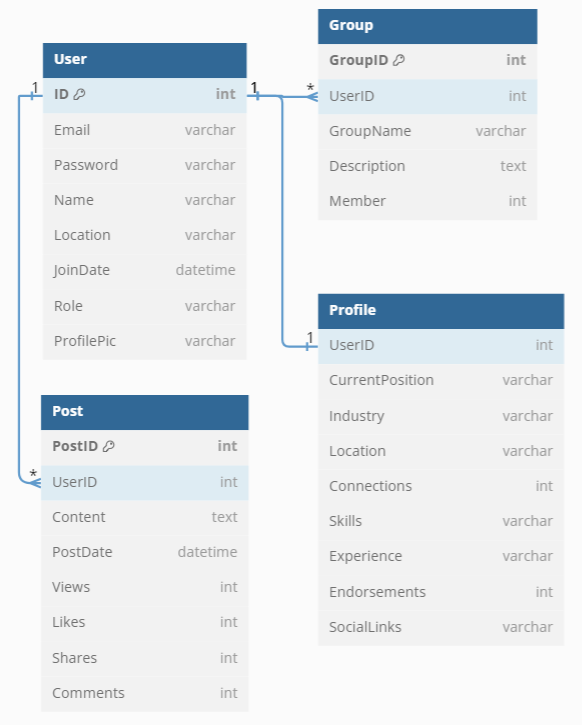 User
ID int
Email varchar
Password varchar
Name varchar
Location varchar
JoinDate datetime
Role varchar
ProfilePic varchar
1
1
*
Group
GroupID int
UserID int
GroupName varchar
Description text
Member int
1
Profile
UserID int
CurrentPosition varchar
Industry varchar
Location varchar
Connections int
Skills varchar
Experience varchar
Endorsements int
SocialLinks varchar
*
Post
PostID int
UserID int
Content text
PostDate datetime
Views int
Likes int
Shares int
Comments int